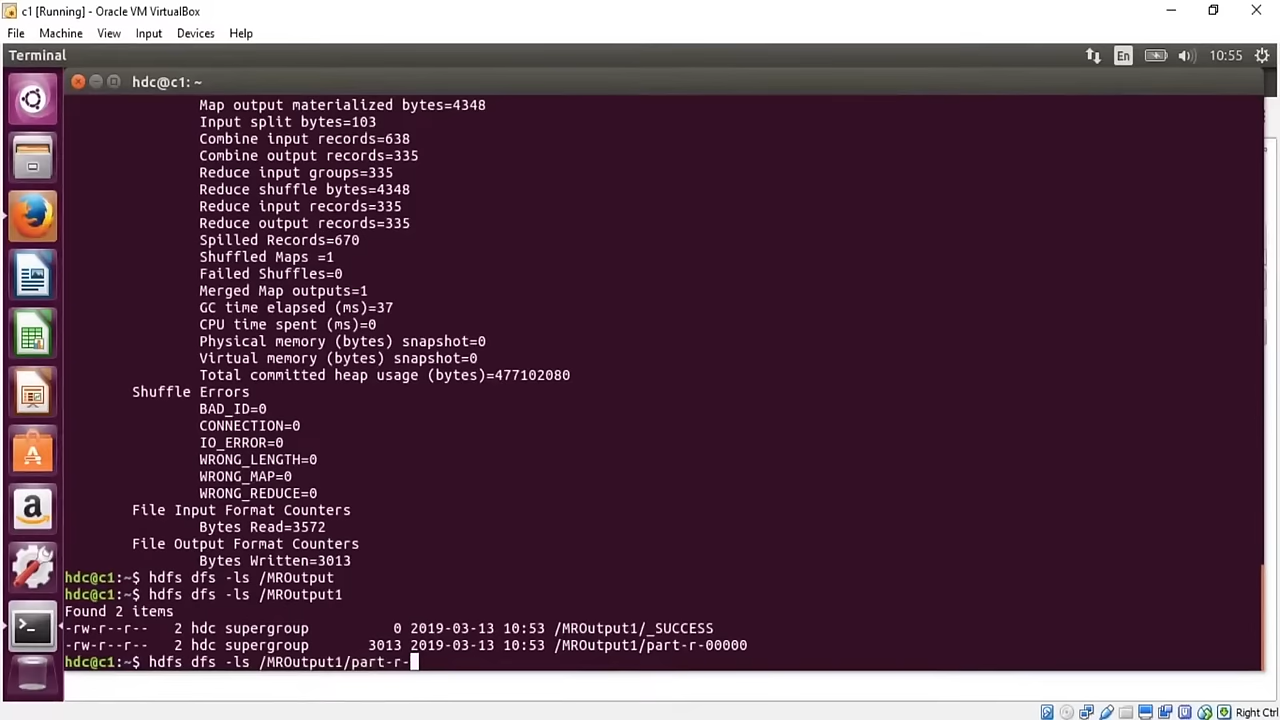 c1 [Running] - Oracle VM VirtualBox
File Machine View Input Devices Help
Terminal En 10:55
hdc@c1: ~
Map output materialized bytes=4348
Input split bytes=103
Combine input records=638
Combine output records=335
Reduce input groups=335
Reduce shuffle bytes=4348
Reduce input records=335
Reduce output records=335
Spilled Records=670
Shuffled Maps =1
Failed Shuffles=0
Merged Map outputs=1
GC time elapsed (ms)=37
CPU time spent (ms)=0
Physical memory (bytes) snapshot=0
Virtual memory (bytes) snapshot=0
Total committed heap usage (bytes)=477102080
Shuffle Errors
BAD_ID=0
CONNECTION=0
IO_ERROR=0
WRONG_LENGTH=0
WRONG_MAP=0
WRONG_REDUCE=0
File Input Format Counters
Bytes Read=3572
File Output Format Counters
Bytes Written=3013
hdc@c1:~$ hdfs dfs -ls /MROutput
hdc@c1:~$ hdfs dfs -ls /MROutput1
Found 2 items
-rw-r--r-- 2 hdc supergroup 0 2019-03-13 10:53 /MROutput1/_SUCCESS
-rw-r--r-- 2 hdc supergroup 3013 2019-03-13 10:53 /MROutput1/part-r-00000
hdc@c1:~$ hdfs dfs -ls /MROutput1/part-r-
Right Ctrl